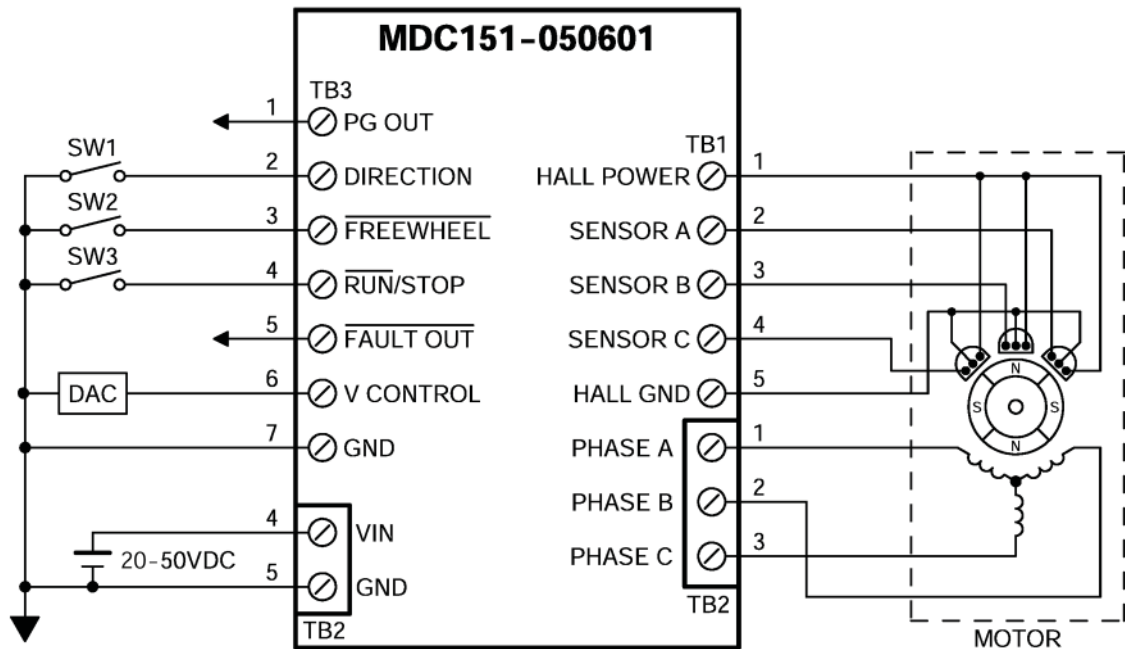 MDC151-050601
TB3
1
PG OUT
SW1
2
DIRECTION
SW2
3
FREEWHEEL
SW3
4
RUN/STOP
5
FAULT OUT
DAC
6
V CONTROL
7
GND
4
VIN
20-50VDC
5
GND
TB2
TB1
HALL POWER
1
SENSOR A
2
SENSOR B
3
SENSOR C
4
HALL GND
5
PHASE A
1
PHASE B
2
PHASE C
3
TB2
N
S
S
N
MOTOR